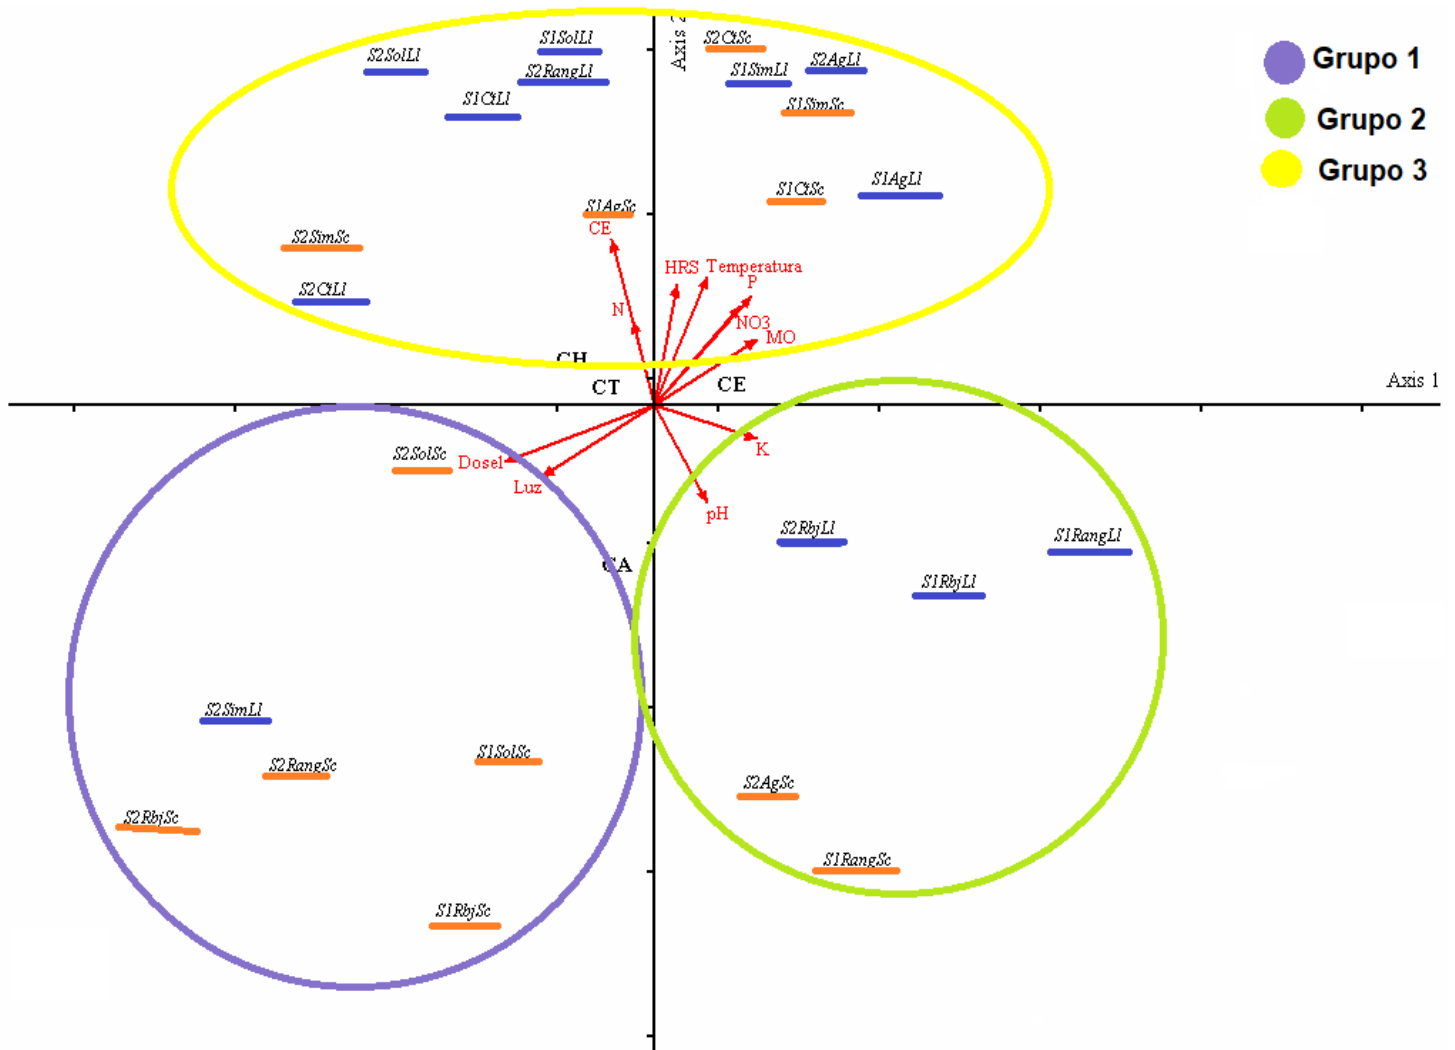 Axis 2
S2SolLl
S1SolLl
S2RangLl
S1CtLl
S2CtSc
S1SimLl
S2AgLl
S1SimSc
S1CtSc
S1AgLl
S1AgSc
S2SimSc
S2CtLl
Grupo 1
Grupo 2
Grupo 3
CE
HRS
Temperatura
P
N
NO3
MO
CH
CT
CE
Axis 1
S2SolSc
Dosel
Luz
K
pH
CA
S2RbjLl
S1RangLl
S1RbjLl
S2SimLl
S2RangSc
S1SolSc
S2RbjSc
S1RbjSc
S2AgSc
S1RangSc